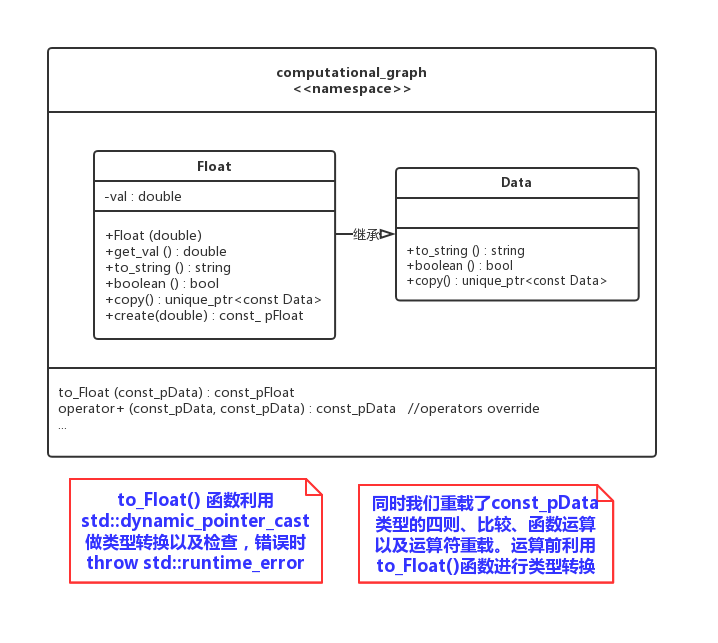 computational_graph
<<namespace>>
Float
-val : double
+Float (double)
+get_val () : double
+to_string () : string
+boolean () : bool
+copy() : unique_ptr<const Data>
+create(double) : const_ pFloat
继承
Data
+to_string () : string
+boolean () : bool
+copy() : unique_ptr<const Data>
to_Float (const_pData) : const_pFloat
operator+ (const_pData, const_pData) : const_pData   //operators override
...
to_Float() 函数利用
std::dynamic_pointer_cast
做类型转换以及检查，错误时
throw std::runtime_error
同时我们重载了const_pData
类型的四则、比较、函数运算
以及运算符重载。运算前利用
to_Float()函数进行类型转换